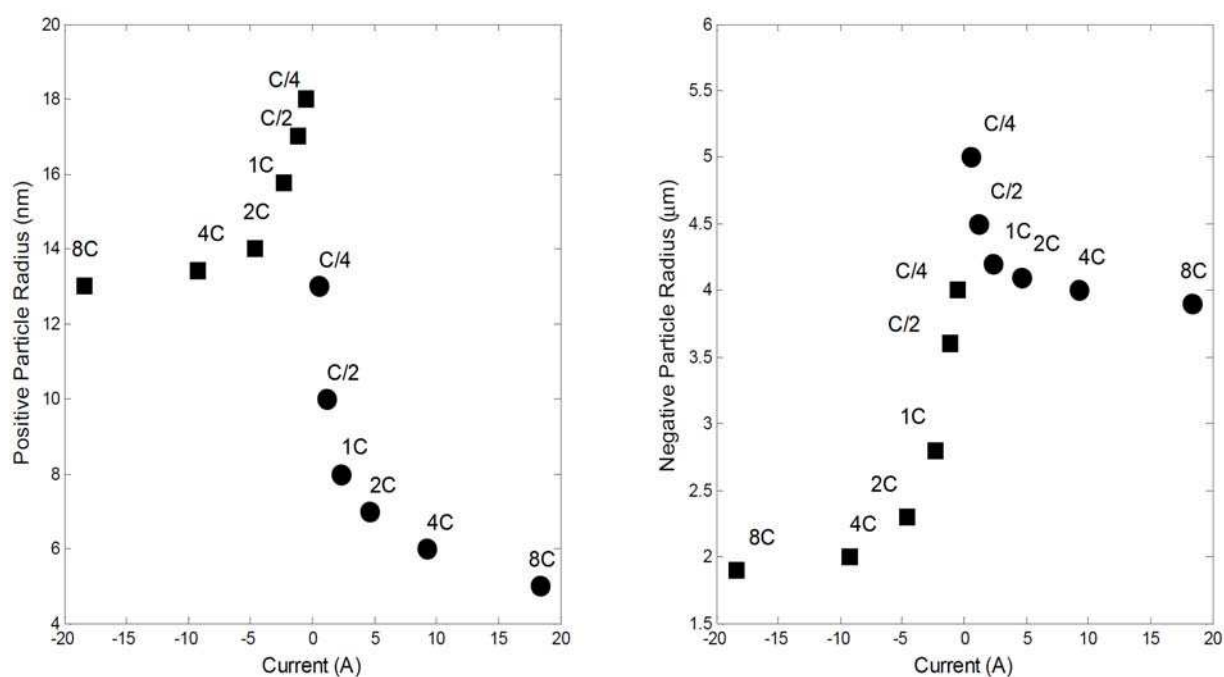 20
18
16
14
12
10
8
6
4
-20 -15 -10 -5 0 5 10 15 20
Positive Particle Radius (nm)
Current (A)
C/4
C/2
1C
2C
4C
8C
C/4
C/2
1C
2C
4C
8C
6
5.5
5
4.5
4
3.5
3
2.5
2
1.5
-20 -15 -10 -5 0 5 10 15 20
Negative Particle Radius (μm)
Current (A)
C/4
C/2
1C
2C
4C
8C
C/4
C/2
1C
2C
4C
8C